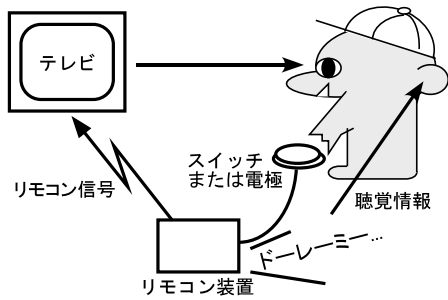 テレビ
スイッチ
または電極
リモコン信号
聴覚情報
ドーレーミー…
リモコン装置